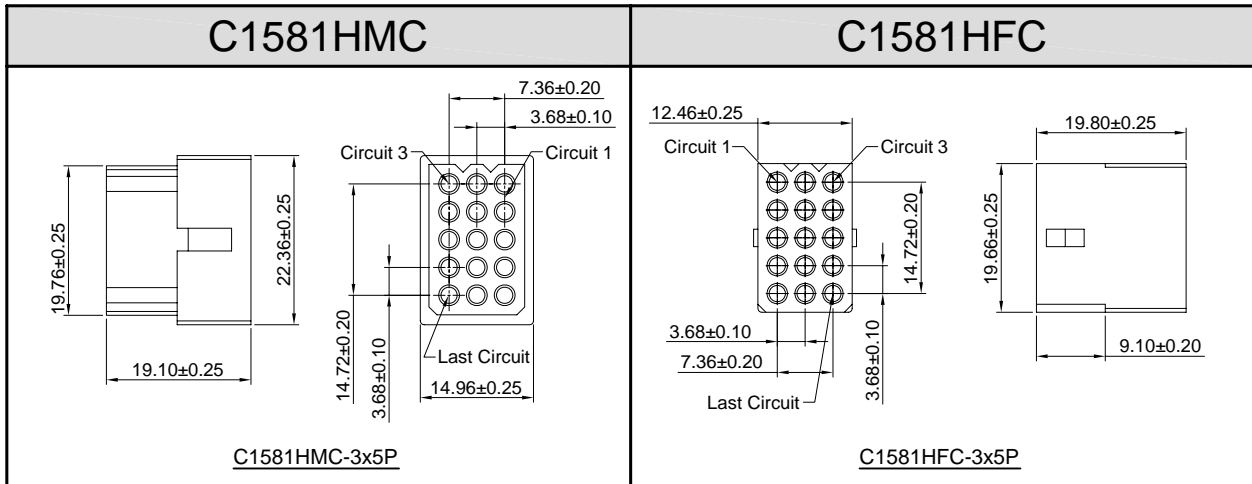 C1581HMC
C1581HFC
7.36±0.20
3.68±0.10
Circuit 3
Circuit 1
19.76±0.25
22.36±0.25
14.72±0.20
3.68±0.10
Last Circuit
19.10±0.25
14.96±0.25
C1581HMC-3x5P
12.46±0.25
19.80±0.25
Circuit 1
Circuit 3
14.72±0.20
19.66±0.25
3.68±0.10
7.36±0.20
3.68±0.10
9.10±0.20
Last Circuit
C1581HFC-3x5P